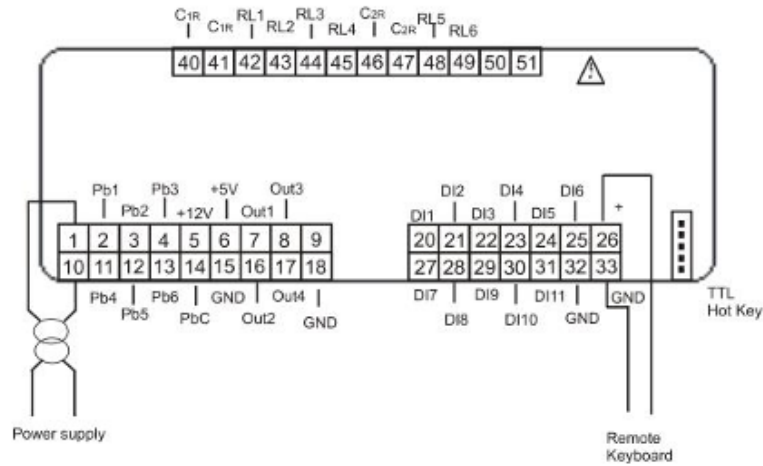 C1R RL1 RL3 C2R RL5
C1R RL2 RL4 C2R RL6
40 41 42 43 44 45 46 47 48 49 50 51
Pb1 Pb3 +5V Out3
Pb2 +12V Out1
1 2 3 4 5 6 7 8 9
10 11 12 13 14 15 16 17 18
Pb4 Pb6 GND Out4
Pb5 PbC Out2 GND
DI2 DI4 DI6 +
DI1 DI3 DI5
20 21 22 23 24 25 26
27 28 29 30 31 32 33
DI7 DI9 DI11 GND
DI8 DI10 GND
TTL
Hot Key
Power supply
Remote
Keyboard